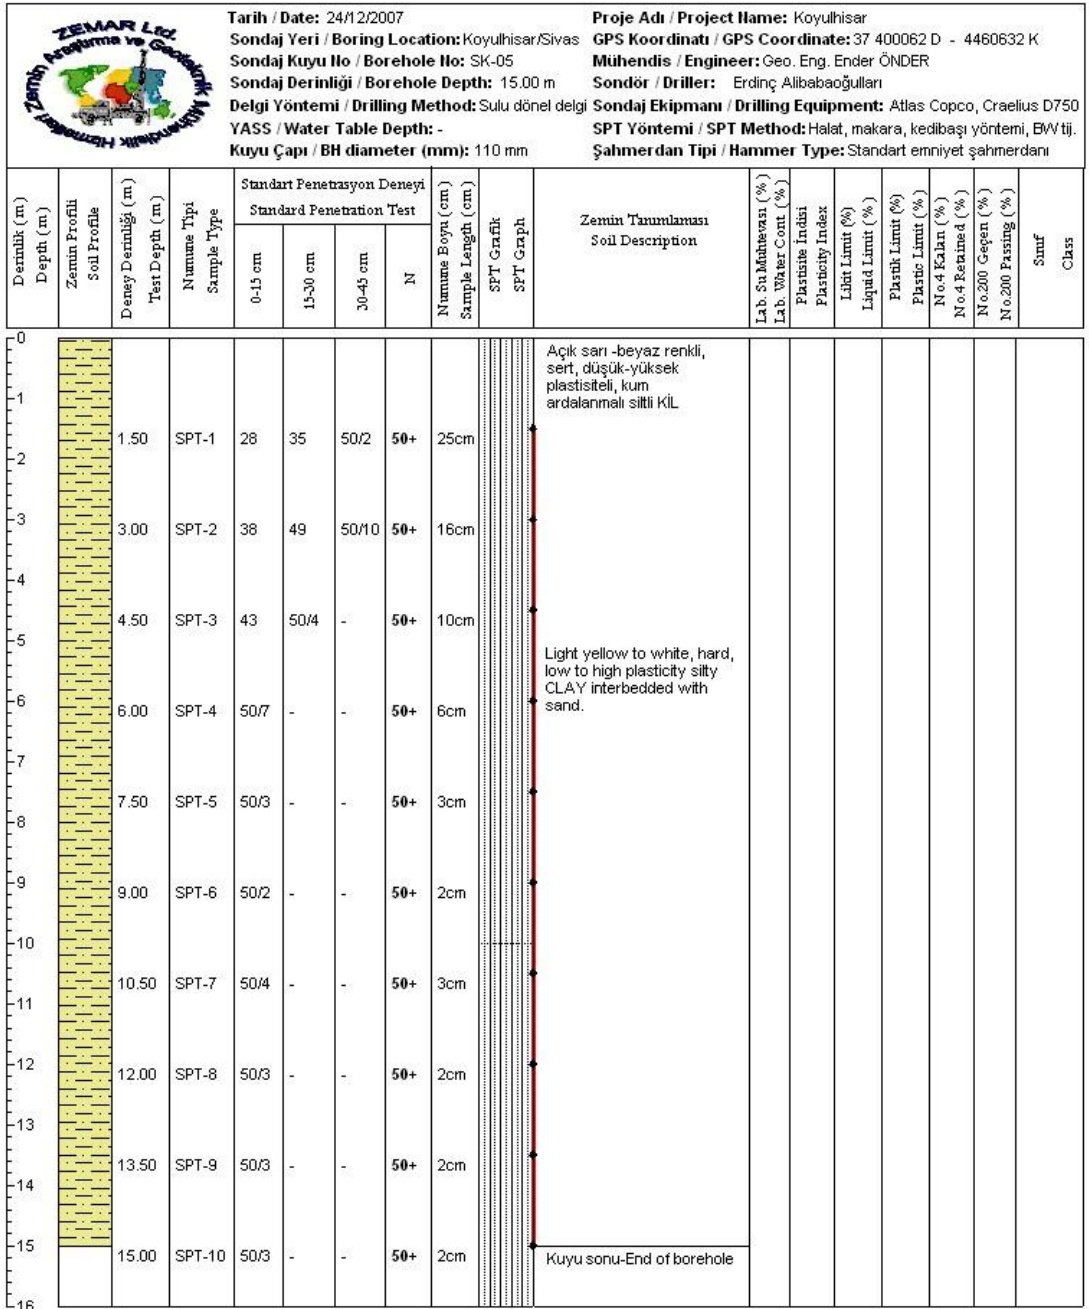 ZEMAR Ltd.
Zemin Araştırma ve Geoteknik Mühendislik Hizmetleri
Tarih / Date: 24/12/2007
Sondaj Yeri / Boring Location: Koyulhisar/Sivas
Sondaj Kuyu No / Borehole No: SK-05
Sondaj Derinliği / Borehole Depth: 15.00 m
Delgi Yöntemi / Drilling Method: Sulu dönel delgi
YASS / Water Table Depth: -
Kuyu Çapı / BH diameter (mm): 110 mm
Proje Adı / Project Name: Koyulhisar
GPS Koordinatı / GPS Coordinate: 37 400062 D - 4460632 K
Mühendis / Engineer: Geo. Eng. Ender ÖNDER
Sondör / Driller: Erdinç Alibabaoğulları
Sondaj Ekipmanı / Drilling Equipment: Atlas Copco, Craelius D750
SPT Yöntemi / SPT Method: Halat, makara, kedibaşı yöntemi, BW tij.
Şahmerdan Tipi / Hammer Type: Standart emniyet şahmerdanı
Derinlik ( m )
Depth ( m )
Zemin Profili
Soil Profile
Deney Derinliği ( m )
Test Depth ( m )
Numune Tipi
Sample Type
Standart Penetrasyon Deneyi
Standard Penetration Test
0-15 cm
15-30 cm
30-45 cm
N
Numune Boyu ( cm )
Sample Length ( cm )
SPT Grafik
SPT Graph
Zemin Tanımlaması
Soil Description
Lab. Su Muhtevası ( % )
Lab. Water Cont. ( % )
Plastisite İndisi
Plasticity Index
Likit Limit (%)
Liquid Limit ( % )
Plastik Limit (%)
Plastic Limit ( % )
No.4 Kalan ( % )
No.4 Retained ( % )
No.200 Geçen ( % )
No.200 Passing ( % )
Sınıf
Class
0
1
2
3
4
5
6
7
8
9
10
11
12
13
14
15
16
1.50 SPT-1 28 35 50/2 50+ 25cm
3.00 SPT-2 38 49 50/10 50+ 16cm
4.50 SPT-3 43 50/4 - 50+ 10cm
6.00 SPT-4 50/7 - - 50+ 6cm
7.50 SPT-5 50/3 - - 50+ 3cm
9.00 SPT-6 50/2 - - 50+ 2cm
10.50 SPT-7 50/4 - - 50+ 3cm
12.00 SPT-8 50/3 - - 50+ 2cm
13.50 SPT-9 50/3 - - 50+ 2cm
15.00 SPT-10 50/3 - - 50+ 2cm
Açık sarı -beyaz renkli,
sert, düşük-yüksek
plastisiteli, kum
ardalanmalı siltli KİL
Light yellow to white, hard,
low to high plasticity silty
CLAY interbedded with
sand.
Kuyu sonu-End of borehole